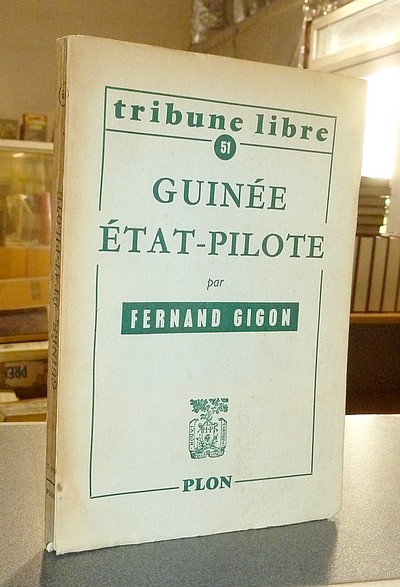 tribune libre
51
GUINÉE
ÉTAT-PILOTE
par
FERNAND GIGON
PLON